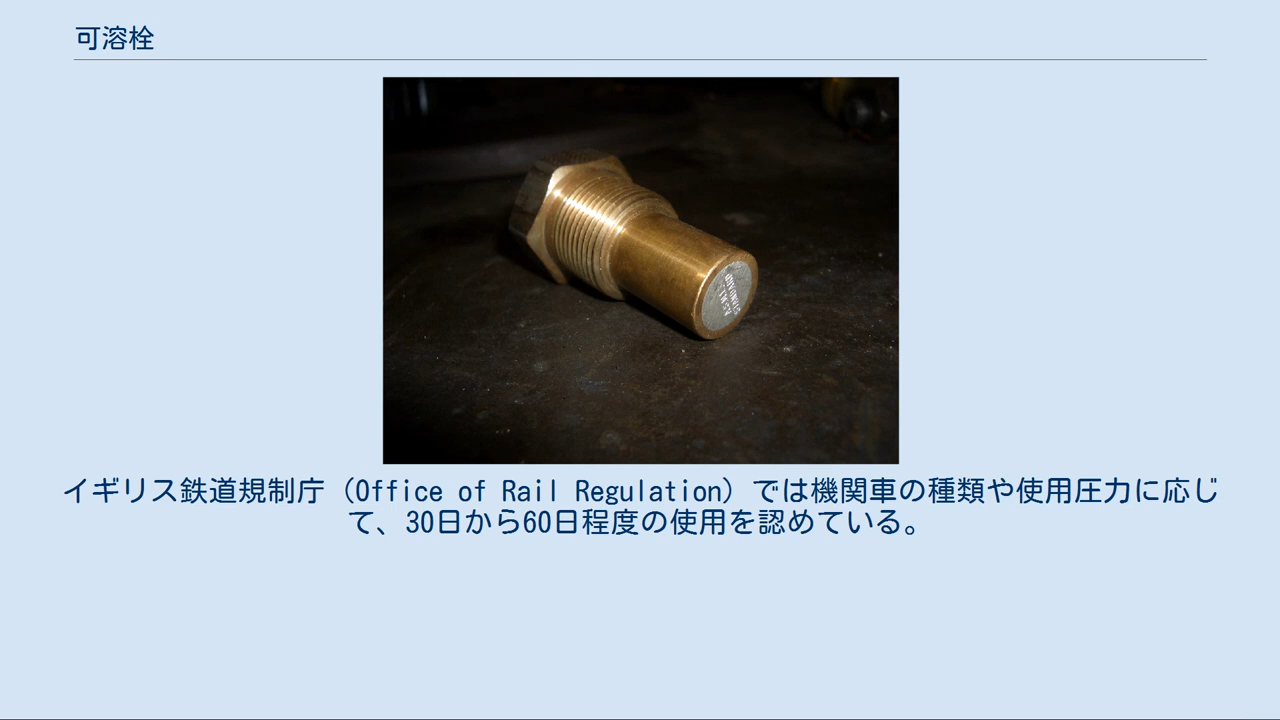 可溶栓
ASME
STANDARD
イギリス鉄道規制庁（Office of Rail Regulation）では機関車の種類や使用圧力に応じ
て、30日から60日程度の使用を認めている。